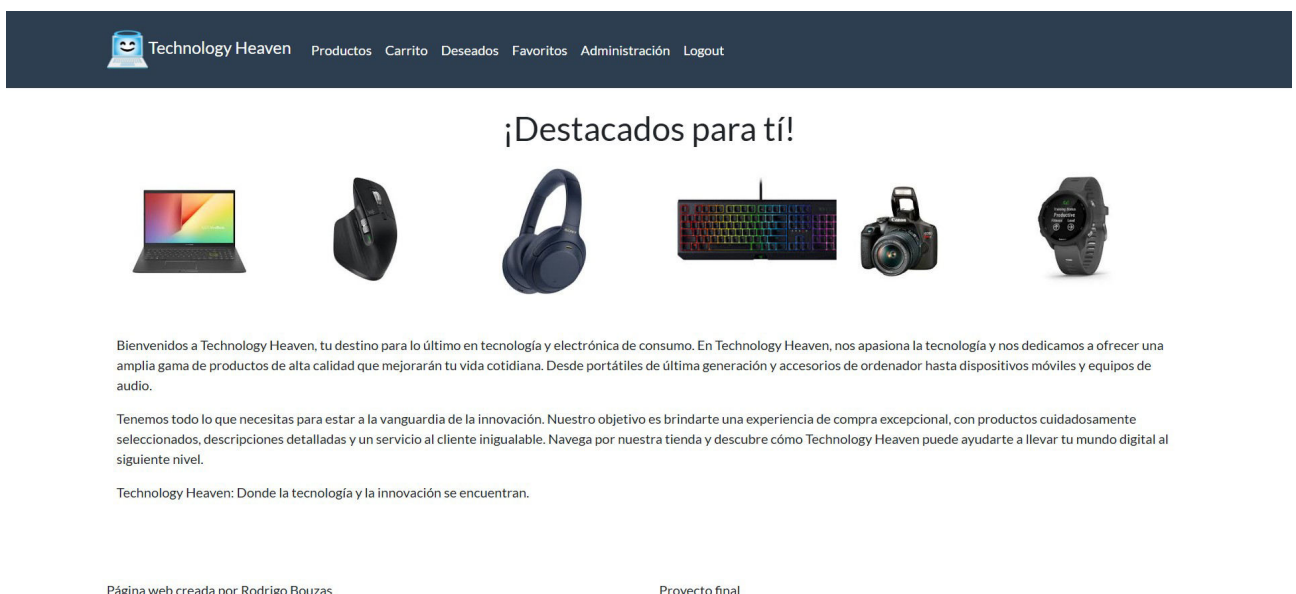 Technology Heaven Productos Carrito Deseados Favoritos Administración Logout
¡Destacados para tí!
Bienvenidos a Technology Heaven, tu destino para lo último en tecnología y electrónica de consumo. En Technology Heaven, nos apasiona la tecnología y nos dedicamos a ofrecer una
amplia gama de productos de alta calidad que mejorarán tu vida cotidiana. Desde portátiles de última generación y accesorios de ordenador hasta dispositivos móviles y equipos de
audio.
Tenemos todo lo que necesitas para estar a la vanguardia de la innovación. Nuestro objetivo es brindarte una experiencia de compra excepcional, con productos cuidadosamente
seleccionados, descripciones detalladas y un servicio al cliente inigualable. Navega por nuestra tienda y descubre cómo Technology Heaven puede ayudarte a llevar tu mundo digital al
siguiente nivel.
Technology Heaven: Donde la tecnología y la innovación se encuentran.
Página web creada por Rodrigo Bouzas Proyecto final